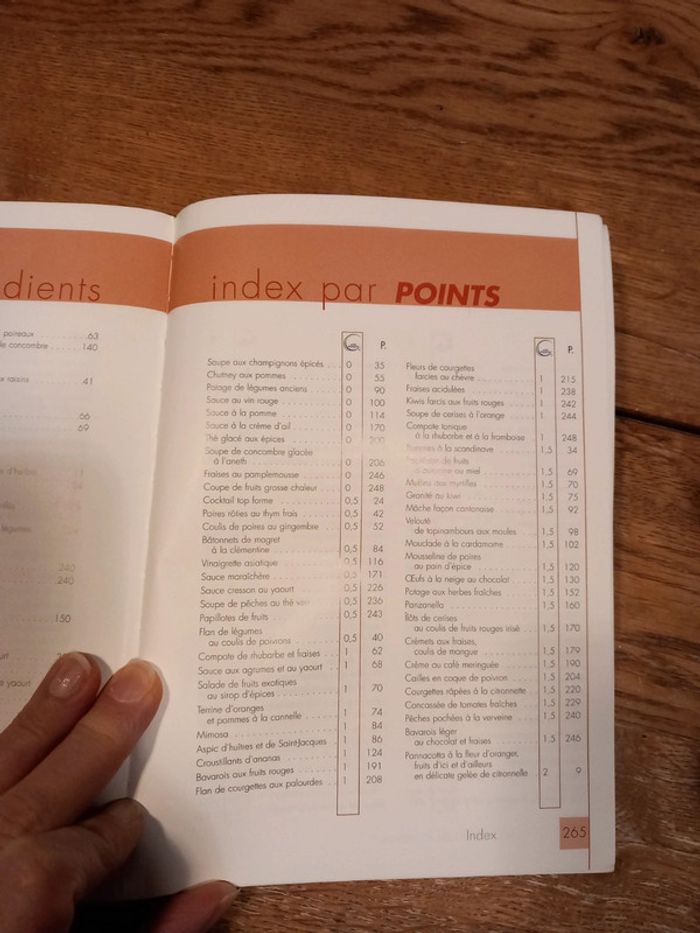 dients
poireaux ........63
le concombre ......140
x raisins ........41
66
69
240
240
150
index par POINTS
P.
Soupe aux champignons épicés . . 0 35
Chutney aux pommes . . . . 0 55
Potage de légumes anciens . . . . 0 90
Sauce au vin rouge . . . . 0 100
Sauce à la pomme . . . . 0 114
Sauce à la crème d'ail . . . . 0 170
Thé glacé aux épices . . . . 0 200
Soupe de concombre glacée
à l'aneth . . . . 0 206
Fraises au pamplemousse . . . . 0 246
Coupe de fruits grosse chaleur . . 0 248
Cocktail top forme . . . . 0,5 24
Poires rôties au thym frais . . . . 0,5 42
Coulis de poires au gingembre . . 0,5 52
Bâtonnets de magret
à la clémentine . . . . 0,5 84
Vinaigrette asiatique . . . . 0,5 116
Sauce maraîchère . . . . 0,5 171
Sauce cresson au yaourt . . . . 0,5 226
Soupe de pêches au thé vert . . 0,5 236
Papillotes de fruits . . . . 0,5 243
Flan de légumes
au coulis de poivrons . . . . 0,5 40
Compote de rhubarbe et fraises . . 1 62
Sauce aux agrumes et au yaourt . 1 68
Salade de fruits exotiques
au sirop d'épices . . . . 1 70
Terrine d'oranges
et pommes à la cannelle . . . . 1 74
Mimosa . . . . 1 84
Aspic d'huîtres et de Saint-Jacques . 1 86
Croustillants d'ananas . . . . 1 124
Bavarois aux fruits rouges . . . . 1 191
Flan de courgettes aux palourdes . . 1 208
P.
Fleurs de courgettes
farcies au chèvre . . . . 1 215
Fraises acidulées . . . . 1 238
Kiwis farcis aux fruits rouges . . . . 1 242
Soupe de cerises à l'orange . . . . 1 244
Compote tonique
à la rhubarbe et à la framboise . 1 248
à la scandinave . . . . 1,5 34
de fruits
au miel . . . . 1,5 69
Muffins aux myrtilles . . . . 1,5 70
Granité au kiwi . . . . 1,5 75
Mâche façon cantonaise . . . . 1,5 92
Velouté
de topinambours aux moules . . 1,5 98
Mouclade à la cardamome . . . . 1,5 102
Mousseline de poires
au pain d'épice . . . . 1,5 120
Œufs à la neige au chocolat . . . . 1,5 130
Potage aux herbes fraîches . . . . 1,5 152
Panzanella . . . . 1,5 160
Îlots de cerises
au coulis de fruits rouges irisé . . 1,5 170
Crèmets aux fraises,
coulis de mangue . . . . 1,5 179
Crème au café meringuée . . . . 1,5 190
Cailles en coque de poivron . . . . 1,5 204
Courgettes râpées à la citronnette . 1,5 220
Concassée de tomates fraîches . . 1,5 229
Pêches pochées à la verveine . . . . 1,5 240
Bavarois léger
au chocolat et fraises . . . . 1,5 246
Pannacotta à la fleur d'oranger,
fruits d'ici et d'ailleurs
en délicate gelée de citronnelle . 2 9
Index 265